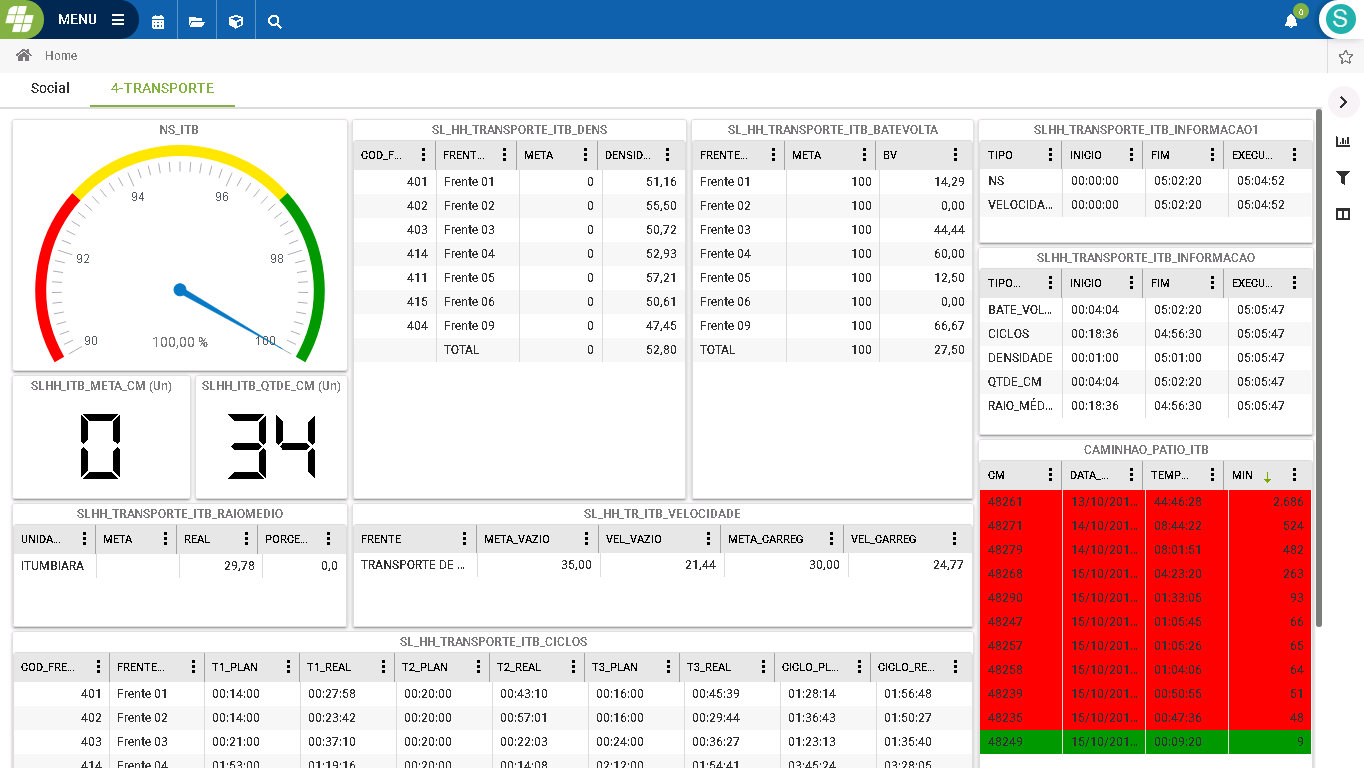 MENU
0
S
Home
Social 4-TRANSPORTE
NS_ITB
94 96
92 98
90 100,00 % 100
SLHH_ITB_META_CM (Un)
0
SLHH_ITB_QTDE_CM (Un)
34
SL_HH_TRANSPORTE_ITB_DENS
COD_F... FRENT... META DENSID...
401 Frente 01 0 51,16
402 Frente 02 0 55,50
403 Frente 03 0 50,72
414 Frente 04 0 52,93
411 Frente 05 0 57,21
415 Frente 06 0 50,61
404 Frente 09 0 47,45
TOTAL 0 52,80
SL_HH_TRANSPORTE_ITB_BATEVOLTA
FRENTE... META BV
Frente 01 100 14,29
Frente 02 100 0,00
Frente 03 100 44,44
Frente 04 100 60,00
Frente 05 100 12,50
Frente 06 100 0,00
Frente 09 100 66,67
TOTAL 100 27,50
SLHH_TRANSPORTE_ITB_INFORMACAO1
TIPO INICIO FIM EXECU...
NS 00:00:00 05:02:20 05:04:52
VELOCIDA... 00:00:00 05:02:20 05:04:52
SLHH_TRANSPORTE_ITB_INFORMACAO
TIPO... INICIO FIM EXECU...
BATE_VOL... 00:04:04 05:02:20 05:05:47
CICLOS 00:18:36 04:56:30 05:05:47
DENSIDADE 00:01:00 05:01:00 05:05:47
QTDE_CM 00:04:04 05:02:20 05:05:47
RAIO_MÉD... 00:18:36 04:56:30 05:05:47
CAMINHAO_PATIO_ITB
CM DATA_... TEMP... MIN
48261 13/10/201... 44:45:28 2.686
48271 14/10/201... 08:44:22 524
48279 14/10/201... 08:01:51 482
48268 15/10/201... 04:23:20 263
48290 15/10/201... 01:33:06 93
48247 15/10/201... 01:05:45 66
48257 15/10/201... 01:05:26 65
48258 15/10/201... 01:04:06 64
48239 15/10/201... 00:50:55 51
48235 15/10/201... 00:47:36 48
48249 15/10/201... 00:09:20 9
SLHH_TRANSPORTE_ITB_RAIOMEDIO
UNIDA... META REAL PORCE...
ITUMBIARA 29,78 0,0
SL_HH_TR_ITB_VELOCIDADE
FRENTE META_VAZIO VEL_VAZIO META_CARREG VEL_CARREG
TRANSPORTE DE ... 35,00 21,44 30,00 24,77
SL_HH_TRANSPORTE_ITB_CICLOS
COD_FRE... FRENTE... T1_PLAN T1_REAL T2_PLAN T2_REAL T3_PLAN T3_REAL CICLO_PL... CICLO_RE...
401 Frente 01 00:14:00 00:27:58 00:20:00 00:43:10 00:16:00 00:45:39 01:28:14 01:56:48
402 Frente 02 00:14:00 00:23:42 00:20:00 00:57:01 00:16:00 00:29:44 01:36:43 01:50:27
403 Frente 03 00:21:00 00:37:10 00:20:00 00:22:03 00:24:00 00:36:27 01:23:13 01:35:40
414 Frente 04 01:53:00 01:19:16 00:20:00 00:14:08 02:12:00 01:54:41 03:45:24 03:28:05